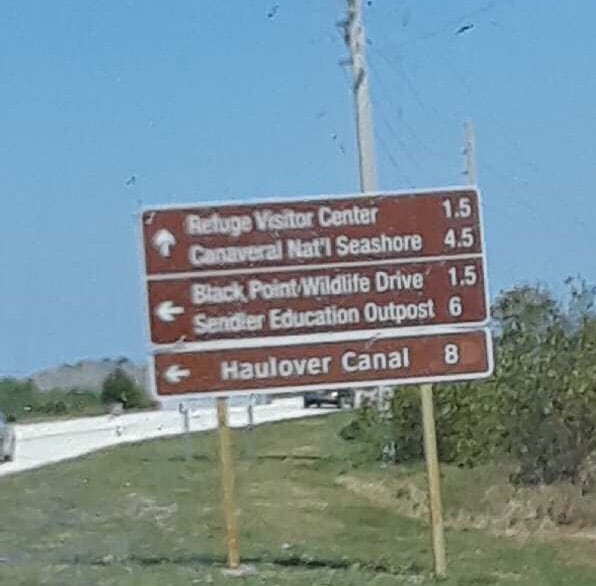 Refuge Visitor Center 1.5
Canaveral Nat'l Seashore 4.5
Black Point Wildlife Drive 1.5
Sendler Education Outpost 6
Haulover Canal 8